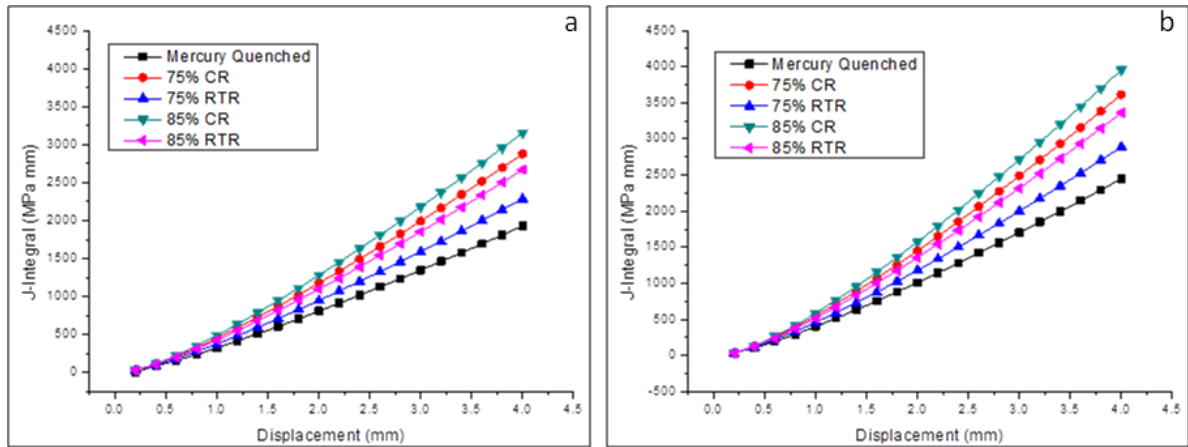 a
4500
4000
3500
3000
2500
2000
1500
1000
500
0
J-Integral (MPa mm)
Mercury Quenched
75% CR
75% RTR
85% CR
85% RTR
0.0 0.5 1.0 1.5 2.0 2.5 3.0 3.5 4.0 4.5
Displacement (mm)
b
4500
4000
3500
3000
2500
2000
1500
1000
500
0
-500
J-Integral (MPa mm)
Mercury Quenched
75% CR
75% RTR
85% CR
85% RTR
0.0 0.5 1.0 1.5 2.0 2.5 3.0 3.5 4.0 4.5
Displacement (mm)